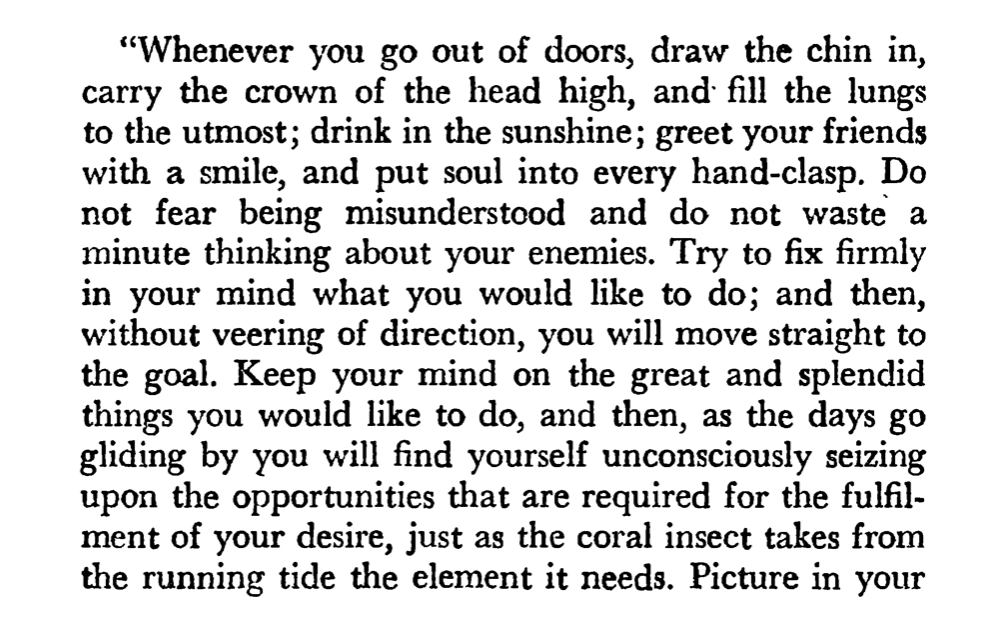 “Whenever you go out of doors, draw the chin in,
carry the crown of the head high, and fill the lungs
to the utmost; drink in the sunshine; greet your friends
with a smile, and put soul into every hand-clasp. Do
not fear being misunderstood and do not waste a
minute thinking about your enemies. Try to fix firmly
in your mind what you would like to do; and then,
without veering of direction, you will move straight to
the goal. Keep your mind on the great and splendid
things you would like to do, and then, as the days go
gliding by you will find yourself unconsciously seizing
upon the opportunities that are required for the fulfil-
ment of your desire, just as the coral insect takes from
the running tide the element it needs. Picture in your